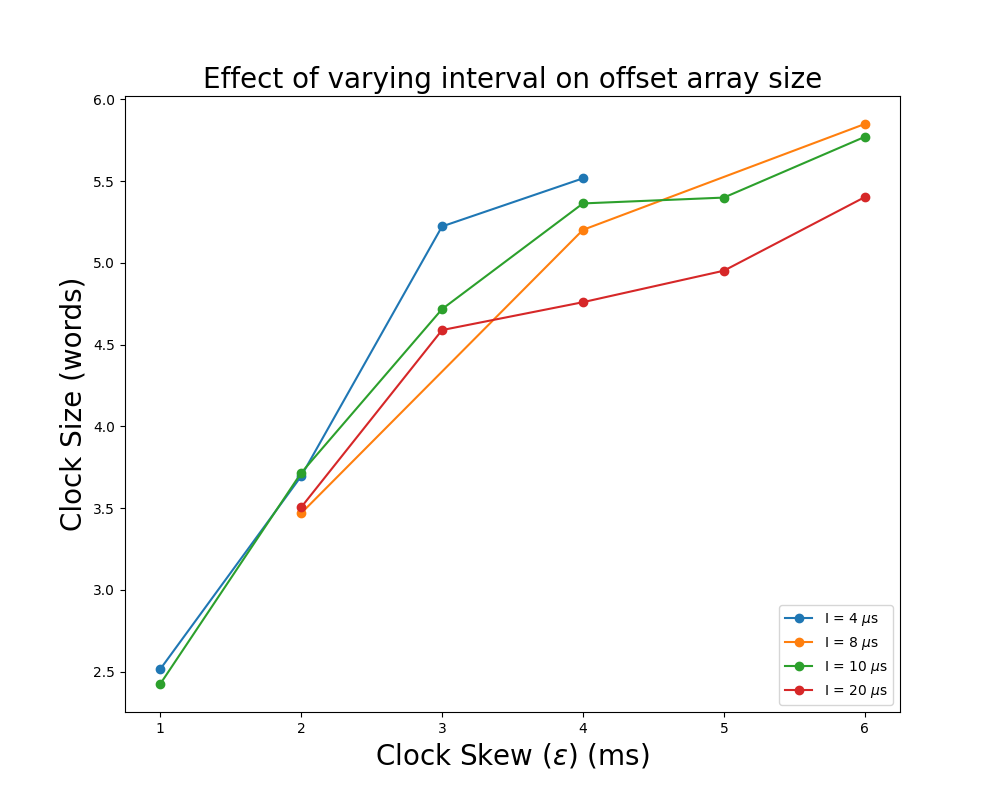 Effect of varying interval on offset array size
6.0
5.5
5.0
4.5
4.0
3.5
3.0
2.5
Clock Size (words)
1 2 3 4 5 6
Clock Skew (ε) (ms)
I = 4 μs
I = 8 μs
I = 10 μs
I = 20 μs